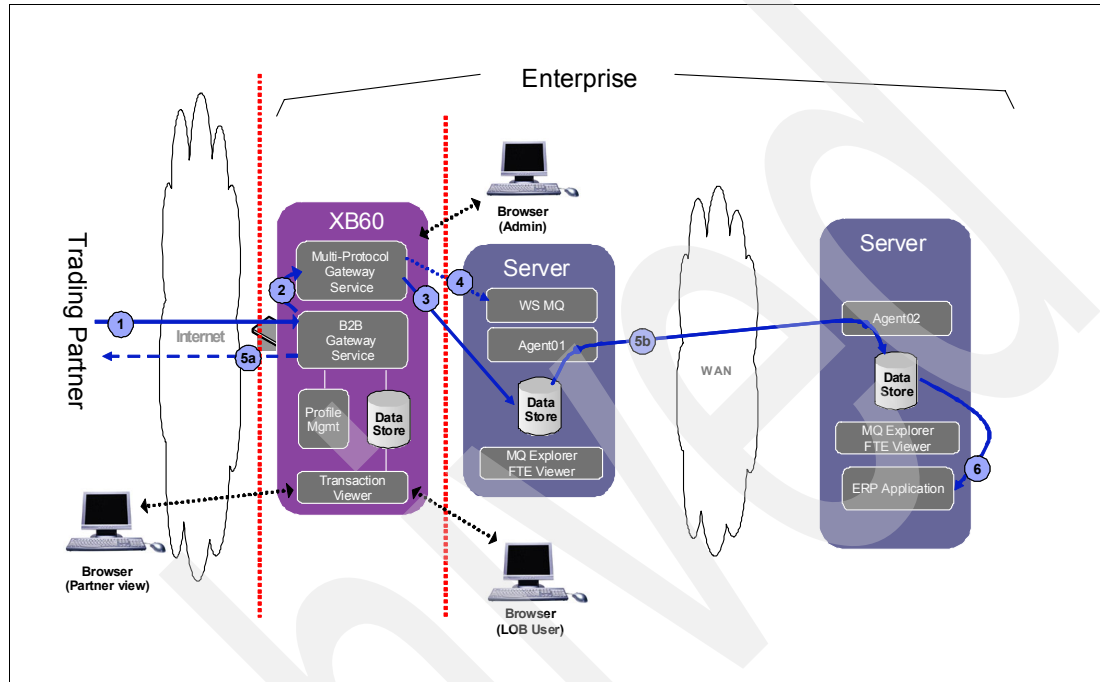 Enterprise
Trading Partner
Internet
1
2
3
4
5a
5b
6
XB60
Multi-Protocol
Gateway
Service
B2B
Gateway
Service
Profile
Mgmt
Data
Store
Transaction
Viewer
Browser
(Admin)
Server
WS MQ
Agent01
Data
Store
MQ Explorer
FTE Viewer
WAN
Server
Agent02
Data
Store
MQ Explorer
FTE Viewer
ERP Application
Browser
(Partner view)
Browser
(LOB User)